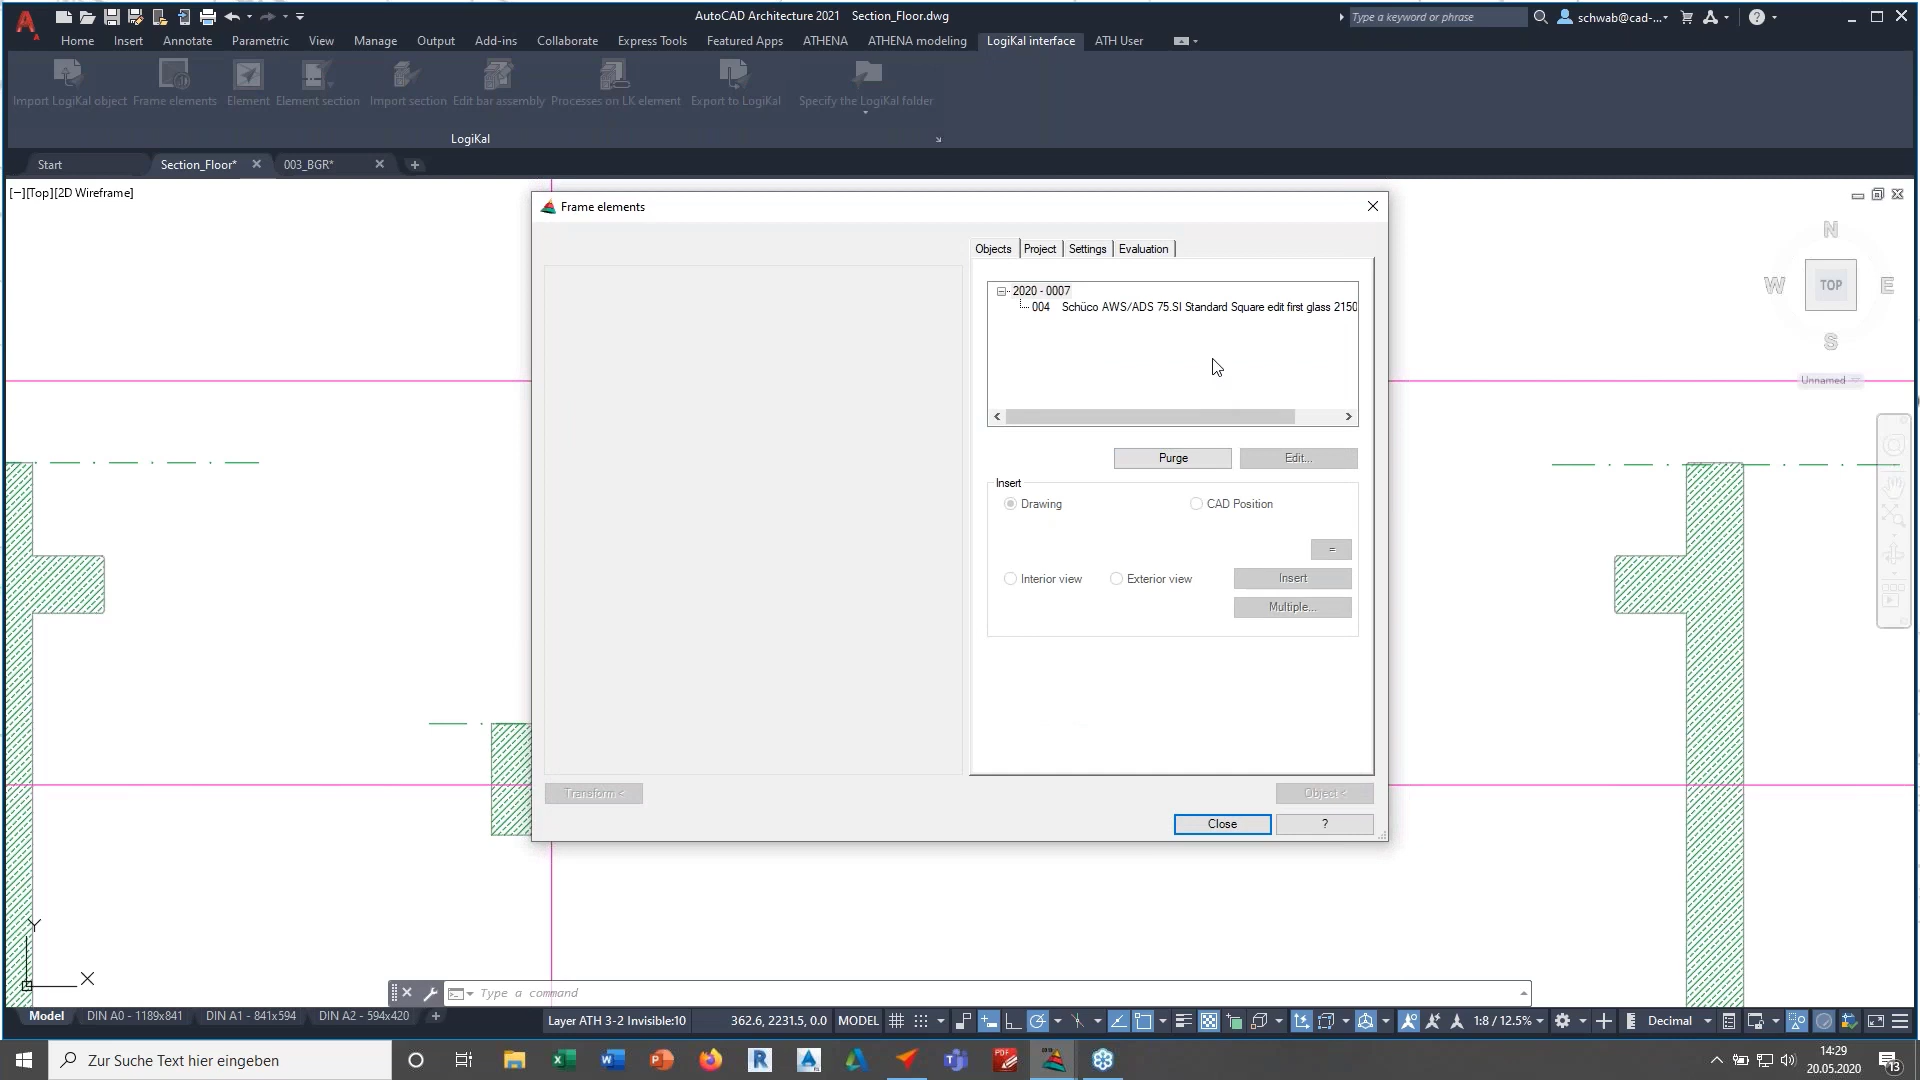 AutoCAD Architecture 2021 Section_Floor.dwg
Type a keyword or phrase
schwab@cad-...
Home Insert Annotate Parametric View Manage Output Add-ins Collaborate Express Tools Featured Apps ATHENA ATHENA modeling LogiKal interface ATH User
Import LogiKal object Frame elements Element Element section Import section Edit bar assembly Processes on LK element Export to LogiKal Specify the LogiKal folder
LogiKal
Start Section_Floor* 003_BGR*
[−][Top][2D Wireframe]
Frame elements
Objects Project Settings Evaluation
2020 - 0007
004 Schüco AWS/ADS 75.SI Standard Square edit first glass 2150
Purge Edit...
Insert
Drawing CAD Position
=
Interior view Exterior view Insert
Multiple...
Transform < Object <
Close ?
N
W TOP E
S
Unnamed
Y
X
Type a command
Model DIN A0 - 1189x841 DIN A1 - 841x594 DIN A2 - 594x420 +
Layer ATH 3-2 Invisible:10 362.6, 2231.5, 0.0 MODEL 1:8 / 12.5% Decimal
Zur Suche Text hier eingeben
14:29
20.05.2020
13